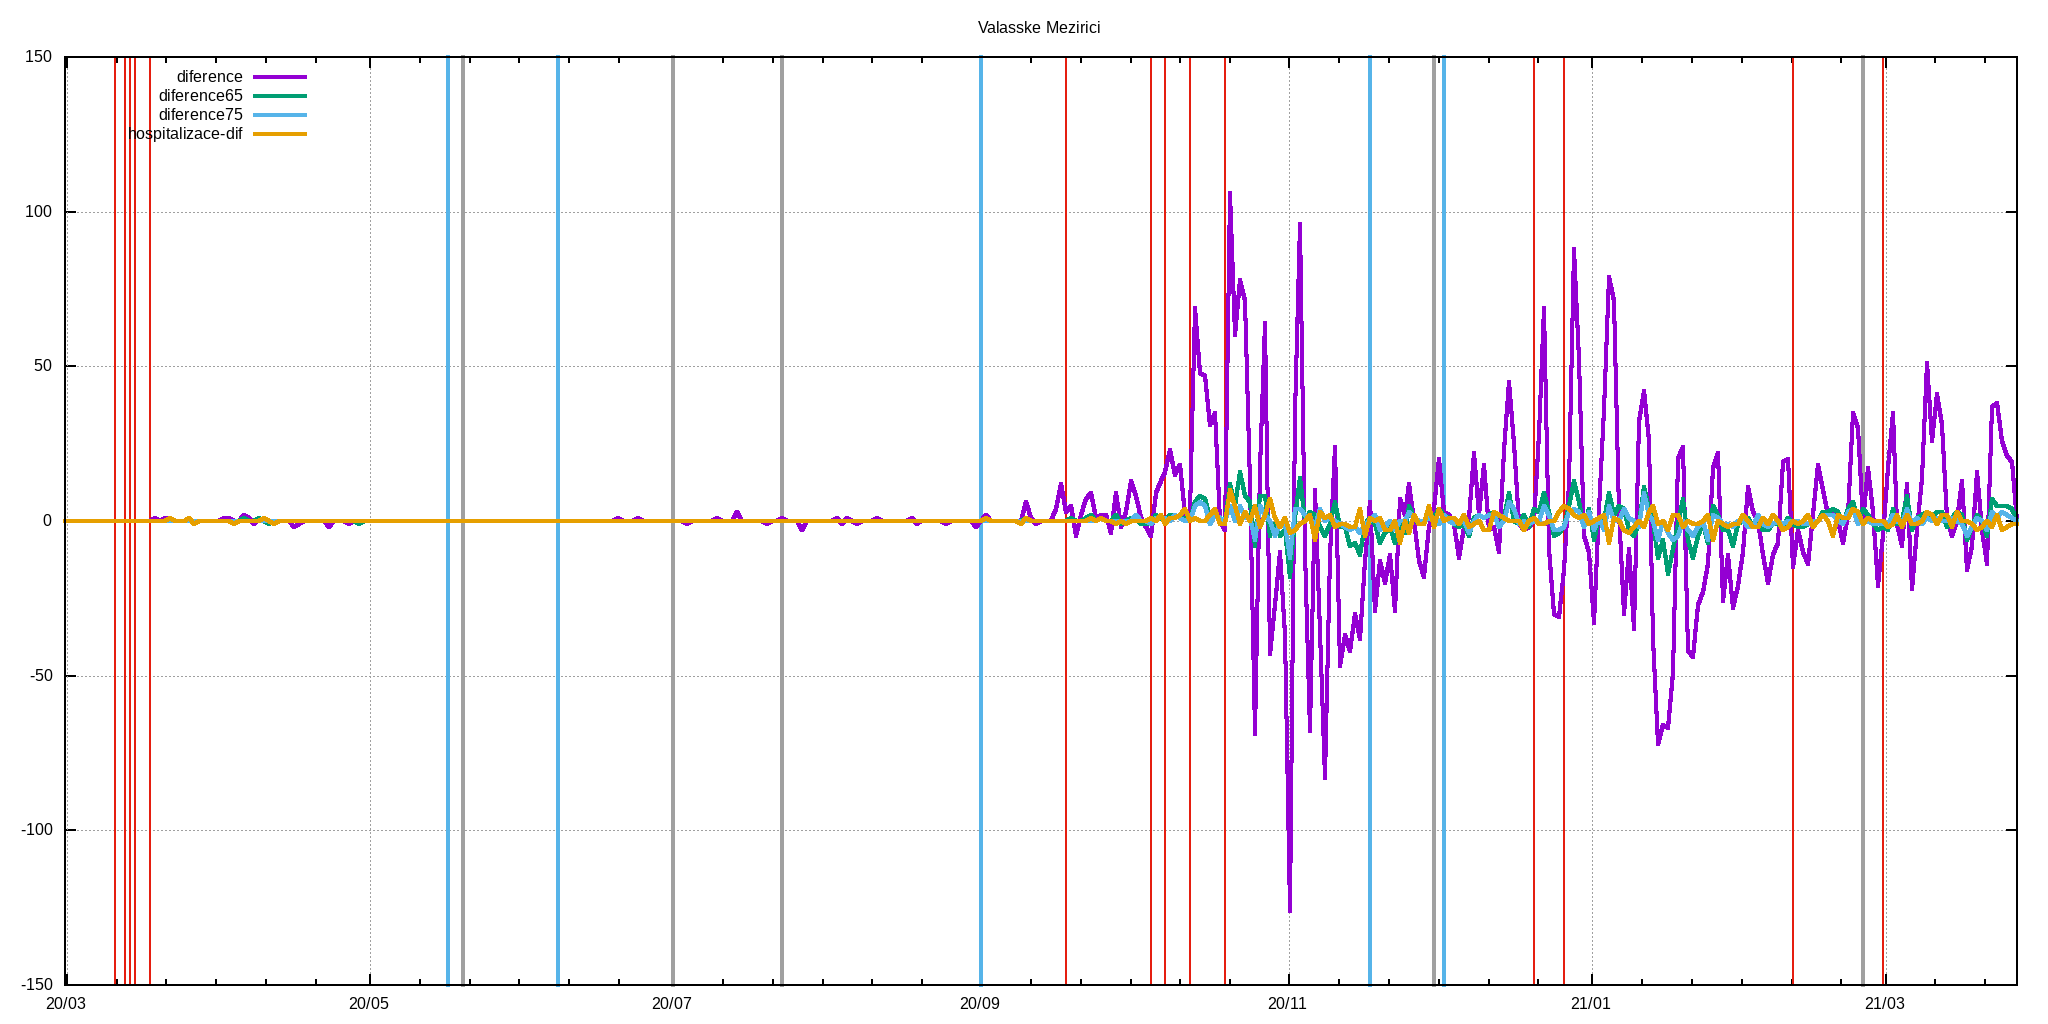 Valasske Mezirici
150
100
50
0
-50
-100
-150
diference
diference65
diference75
hospitalizace-dif
20/03
20/05
20/07
20/09
20/11
21/01
21/03